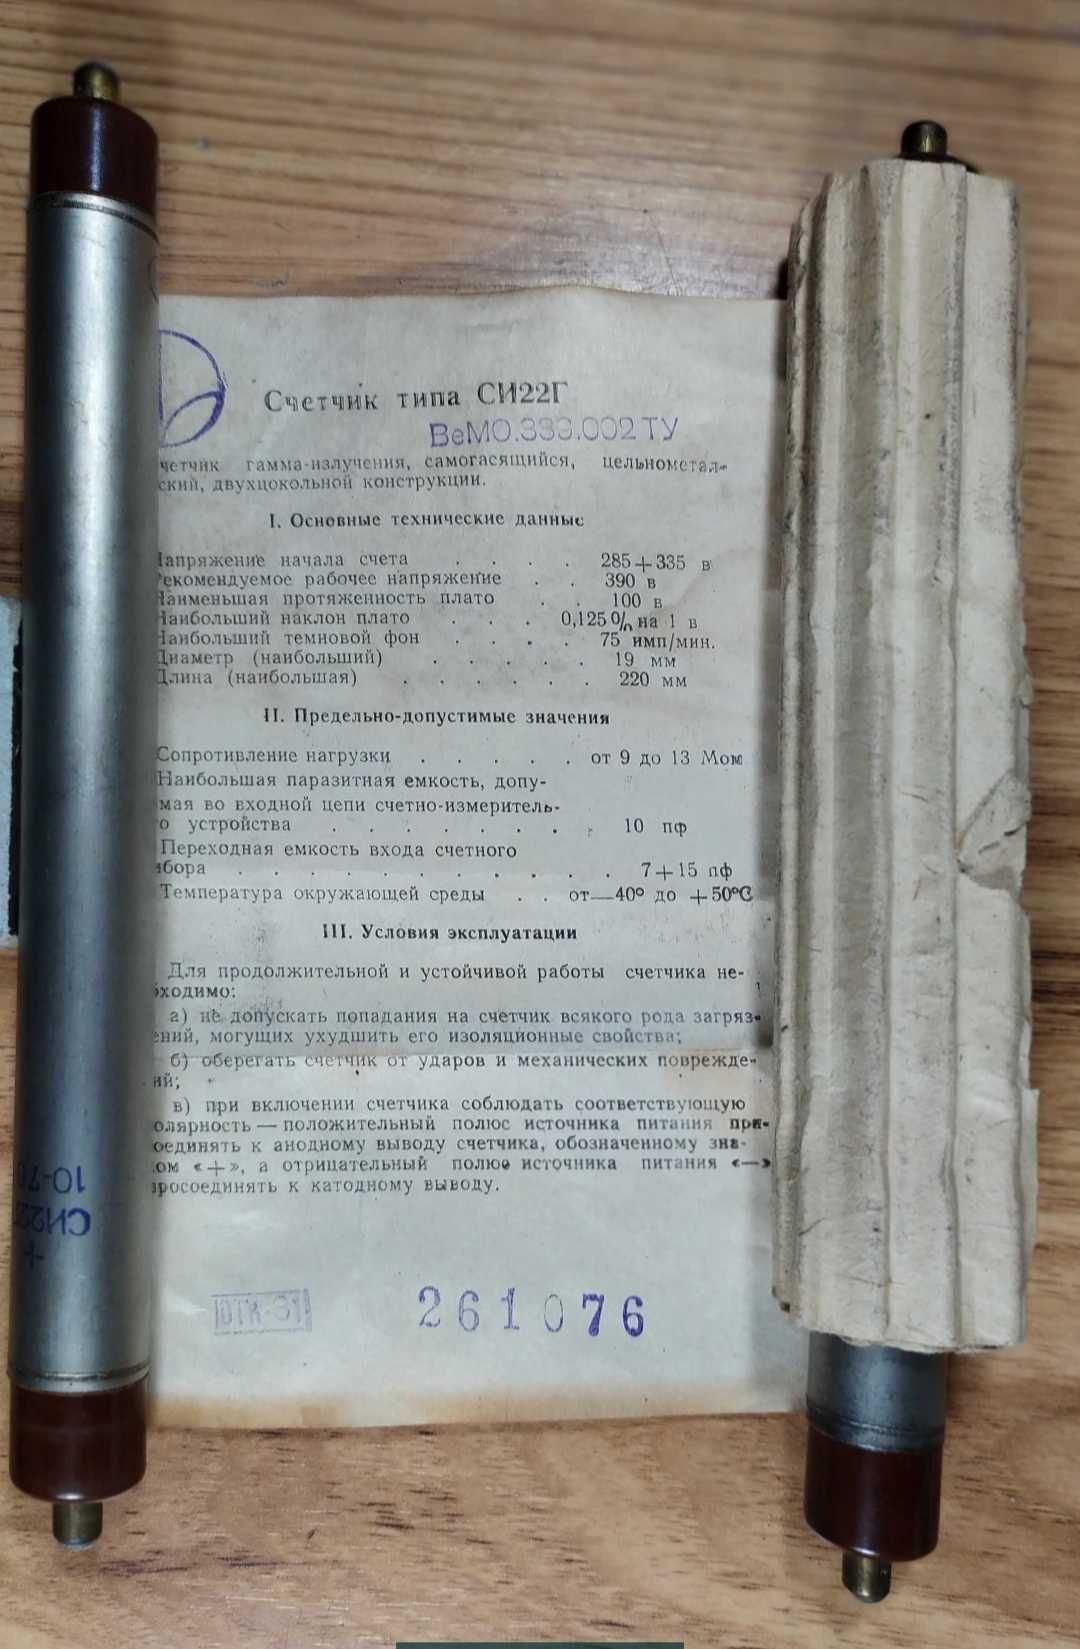 Счетчик типа СИ22Г
ВеМО.333.002 ТУ
четчик гамма-излучения, самогасящийся, цельнометал-
ский, двухцокольной конструкции.
I. Основные технические данные
Напряжение начала счета . . . . 285÷335 в
Рекомендуемое рабочее напряжение . . 390 в
Наименьшая протяженность плато . . 100 в
Наибольший наклон плато . . . 0,125% на 1 в
Наибольший темновой фон . . . . 75 имп/мин.
Диаметр (наибольший) . . . . . 19 мм
Длина (наибольшая) . . . . . . 220 мм
II. Предельно-допустимые значения
Сопротивление нагрузки . . . . . от 9 до 13 Мом
Наибольшая паразитная емкость, допу-
мая во входной цепи счетно-измеритель-
о устройства . . . . . . . . 10 пф
Переходная емкость входа счетного
ибора . . . . . . . . . . 7÷15 пф
Температура окружающей среды . . от—40° до +50°С
III. Условия эксплуатации
Для продолжительной и устойчивой работы счетчика не-
ходимо:
а) не допускать попадания на счетчик всякого рода загряз-
ений, могущих ухудшить его изоляционные свойства;
б) оберегать счетчик от ударов и механических поврежде-
ий;
в) при включении счетчика соблюдать соответствующую
олярность — положительный полюс источника питания при-
оединять к анодному выводу счетчика, обозначенному зна-
ом «+», а отрицательный полюс источника питания «—»
просоединять к катодному выводу.
ОТК-31
261076
+
СИ22
10-7